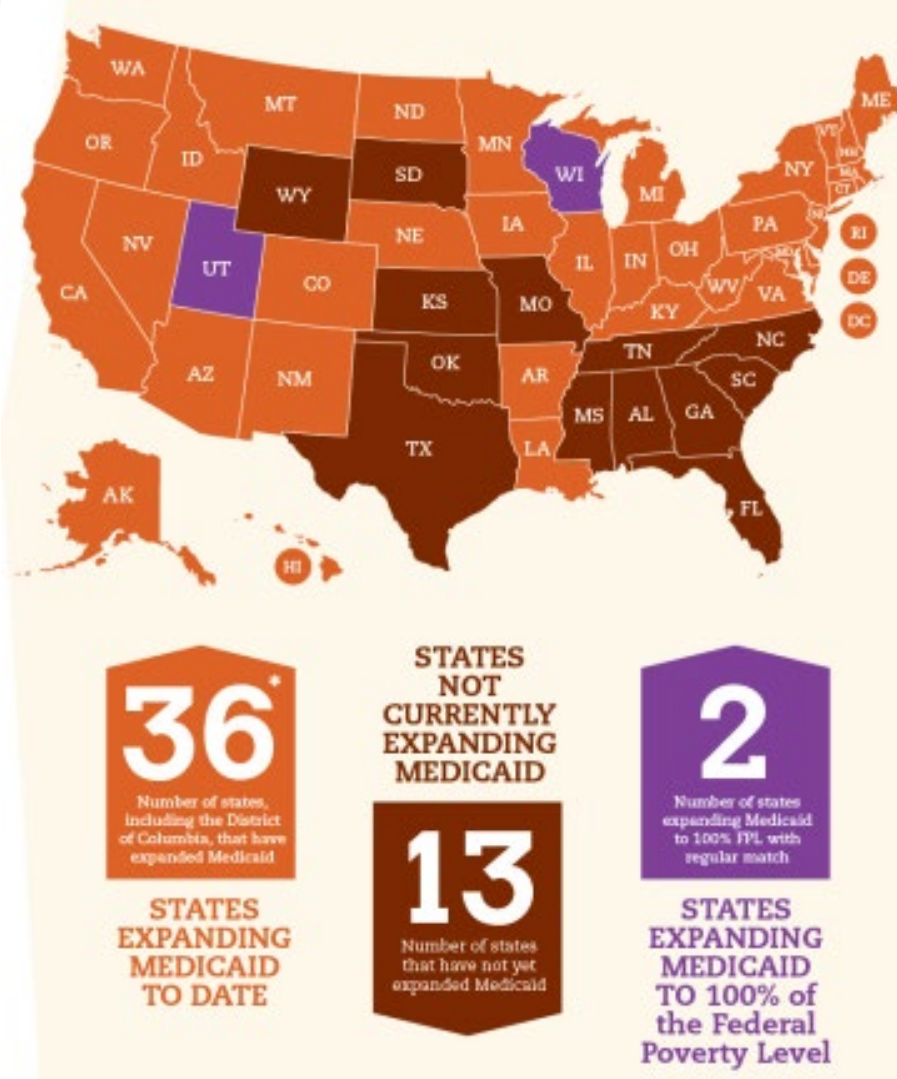 WA
MT
ND
MN
ME
OR
ID
SD
WI
VT
NH
NY
MA
CT
WY
MI
NV
UT
CO
NE
IA
IL
IN
OH
PA
NJ
RI
CA
KS
MO
KY
WV
VA
MD
DE
DC
AZ
NM
OK
AR
TN
NC
SC
TX
LA
MS
AL
GA
FL
AK
HI
36*
Number of states,
including the District
of Columbia, that have
expanded Medicaid
STATES
EXPANDING
MEDICAID
TO DATE
STATES
NOT
CURRENTLY
EXPANDING
MEDICAID
13
Number of states
that have not yet
expanded Medicaid
2
Number of states
expanding Medicaid
to 100% FPL with
regular match
STATES
EXPANDING
MEDICAID
TO 100% of
the Federal
Poverty Level